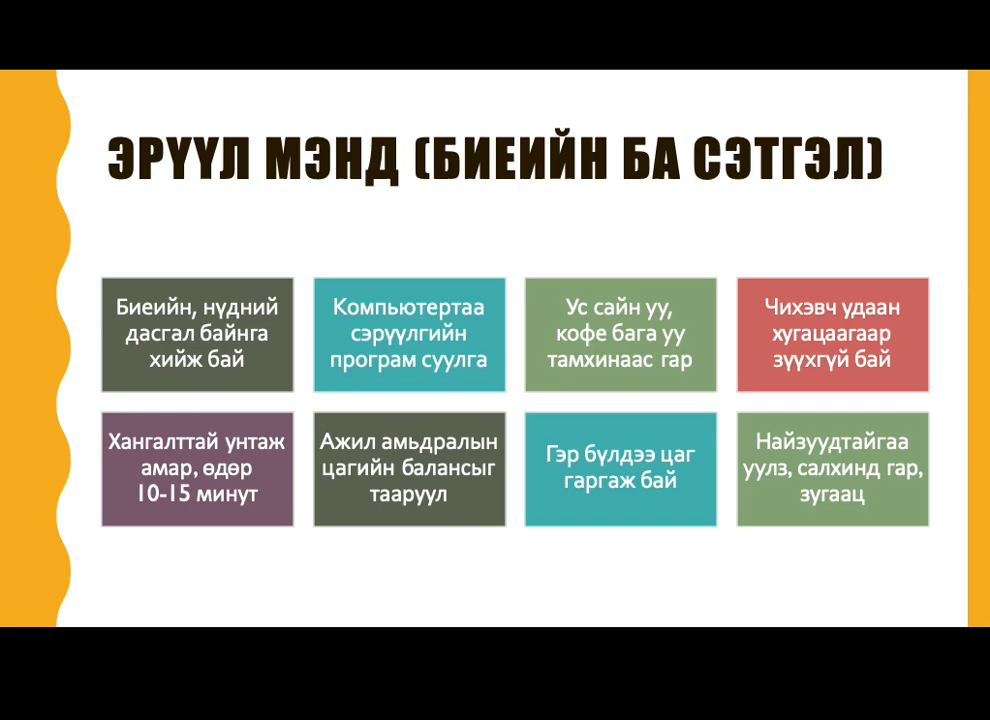 ЭРҮҮЛ МЭНД (БИЕИЙН БА СЭТГЭЛ)
Биеийн, нүдний
дасгал байнга
хийж бай
Компьютертаа
сэрүүлгийн
програм суулга
Ус сайн уу,
кофе бага уу
тамхинаас гар
Чихэвч удаан
хугацаагаар
зүүхгүй бай
Хангалттай унтаж
амар, өдөр
10-15 минут
Ажил амьдралын
цагийн балансыг
тааруул
Гэр бүлдээ цаг
гаргаж бай
Найзуудтайгаа
уулз, салхинд гар,
зугаац